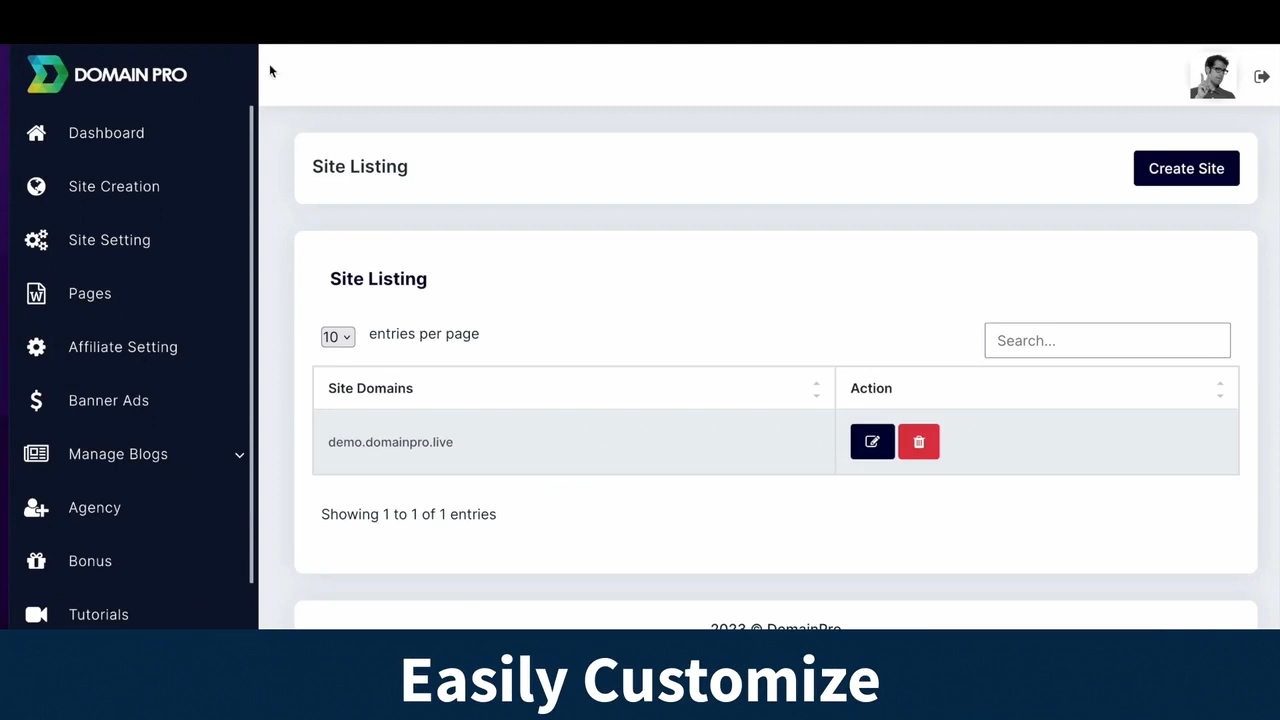 DOMAIN PRO
Dashboard
Site Creation
Site Setting
Pages
Affiliate Setting
Banner Ads
Manage Blogs
Agency
Bonus
Tutorials
Site Listing
Create Site
Site Listing
10 entries per page
Search...
Site Domains Action
demo.domainpro.live
Showing 1 to 1 of 1 entries
2023 © DomainPro
Easily Customize